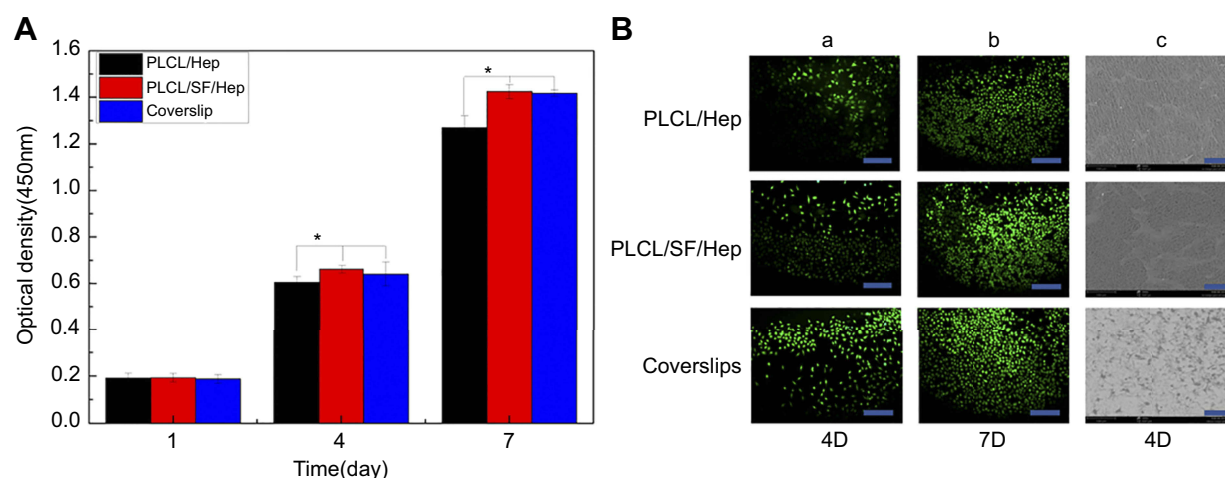 A
B
PLCL/Hep
PLCL/SF/Hep
Coverslip
1.6
1.4
1.2
1.0
0.8
0.6
0.4
0.2
0.0
Optical density(450nm)
*
*
1
4
7
Time(day)
a
b
c
PLCL/Hep
PLCL/SF/Hep
Coverslips
4D
7D
4D